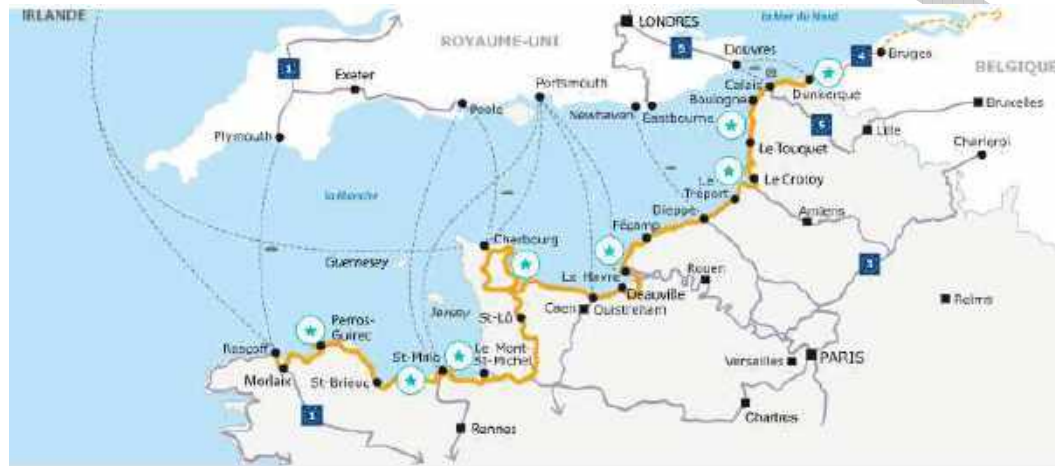 IRLANDE
LONDRES
la Mer du Nord
ROYAUME-UNI
5
Douvres
4
Bruges
1
Exeter
Portsmouth
Calais
Dunkerque
BELGIQUE
Poole
Newhaven
Eastbourne
Boulogne
Bruxelles
Plymouth
6
Lille
Le Touquet
Charleroi
la Manche
Le
Tréport
Le Crotoy
Dieppe
Amiens
Fécamp
Cherbourg
Guernesey
Le Havre
Rouen
3
Deauville
Caen
Ouistreham
Reims
Jersey
St-Lô
Perros-
Guirec
Roscoff
St-Malo
Le Mont
St-Michel
Versailles
PARIS
Morlaix
St-Brieuc
Chartres
1
Rennes